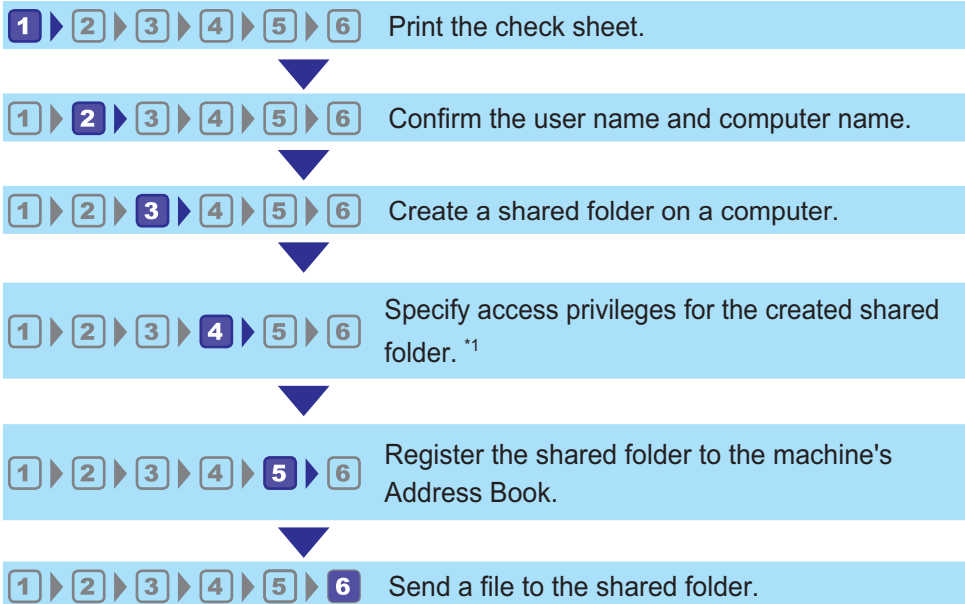 1 2 3 4 5 6 Print the check sheet.
1 2 3 4 5 6 Confirm the user name and computer name.
1 2 3 4 5 6 Create a shared folder on a computer.
1 2 3 4 5 6 Specify access privileges for the created shared
folder. *1
1 2 3 4 5 6 Register the shared folder to the machine's
Address Book.
1 2 3 4 5 6 Send a file to the shared folder.